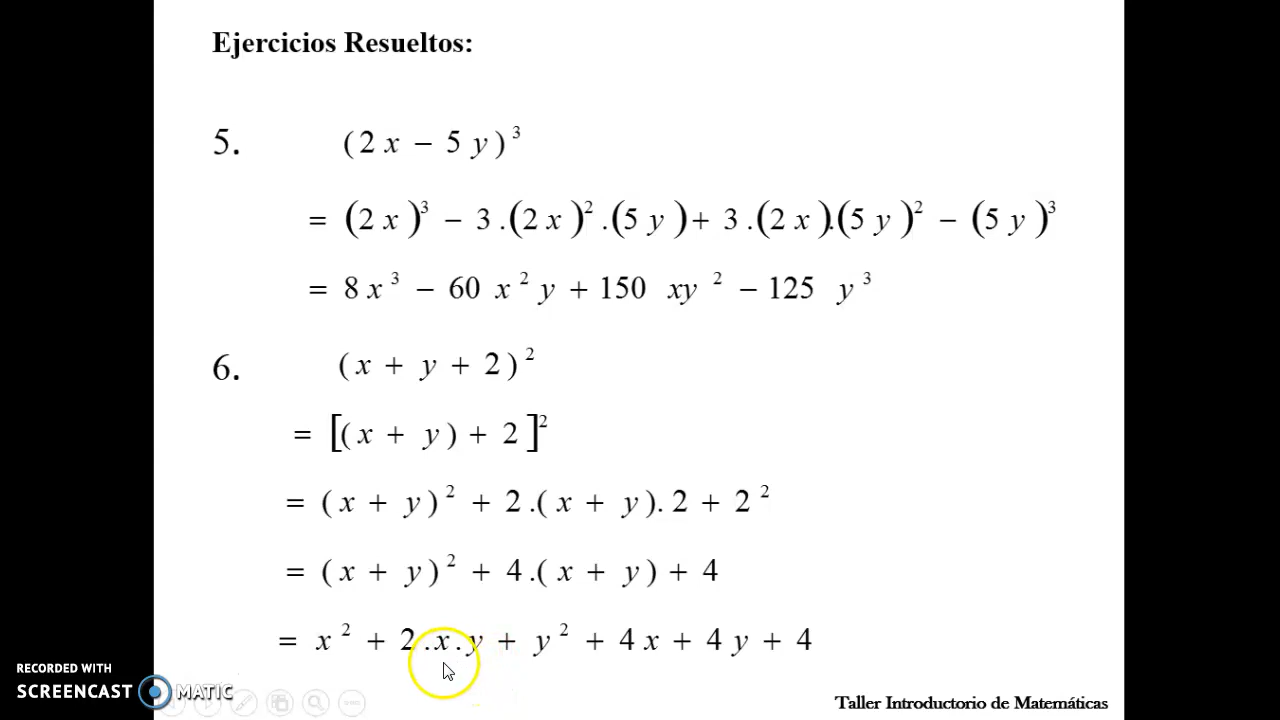 Ejercicios Resueltos:
5. (2x − 5y)³
= (2x)³ − 3.(2x)².(5y) + 3.(2x).(5y)² − (5y)³
= 8x³ − 60x²y + 150xy² − 125y³
6. (x + y + 2)²
= [(x + y) + 2]²
= (x + y)² + 2.(x + y).2 + 2²
= (x + y)² + 4.(x + y) + 4
= x² + 2.x.y + y² + 4x + 4y + 4
RECORDED WITH
SCREENCAST MATIC
Taller Introductorio de Matemáticas